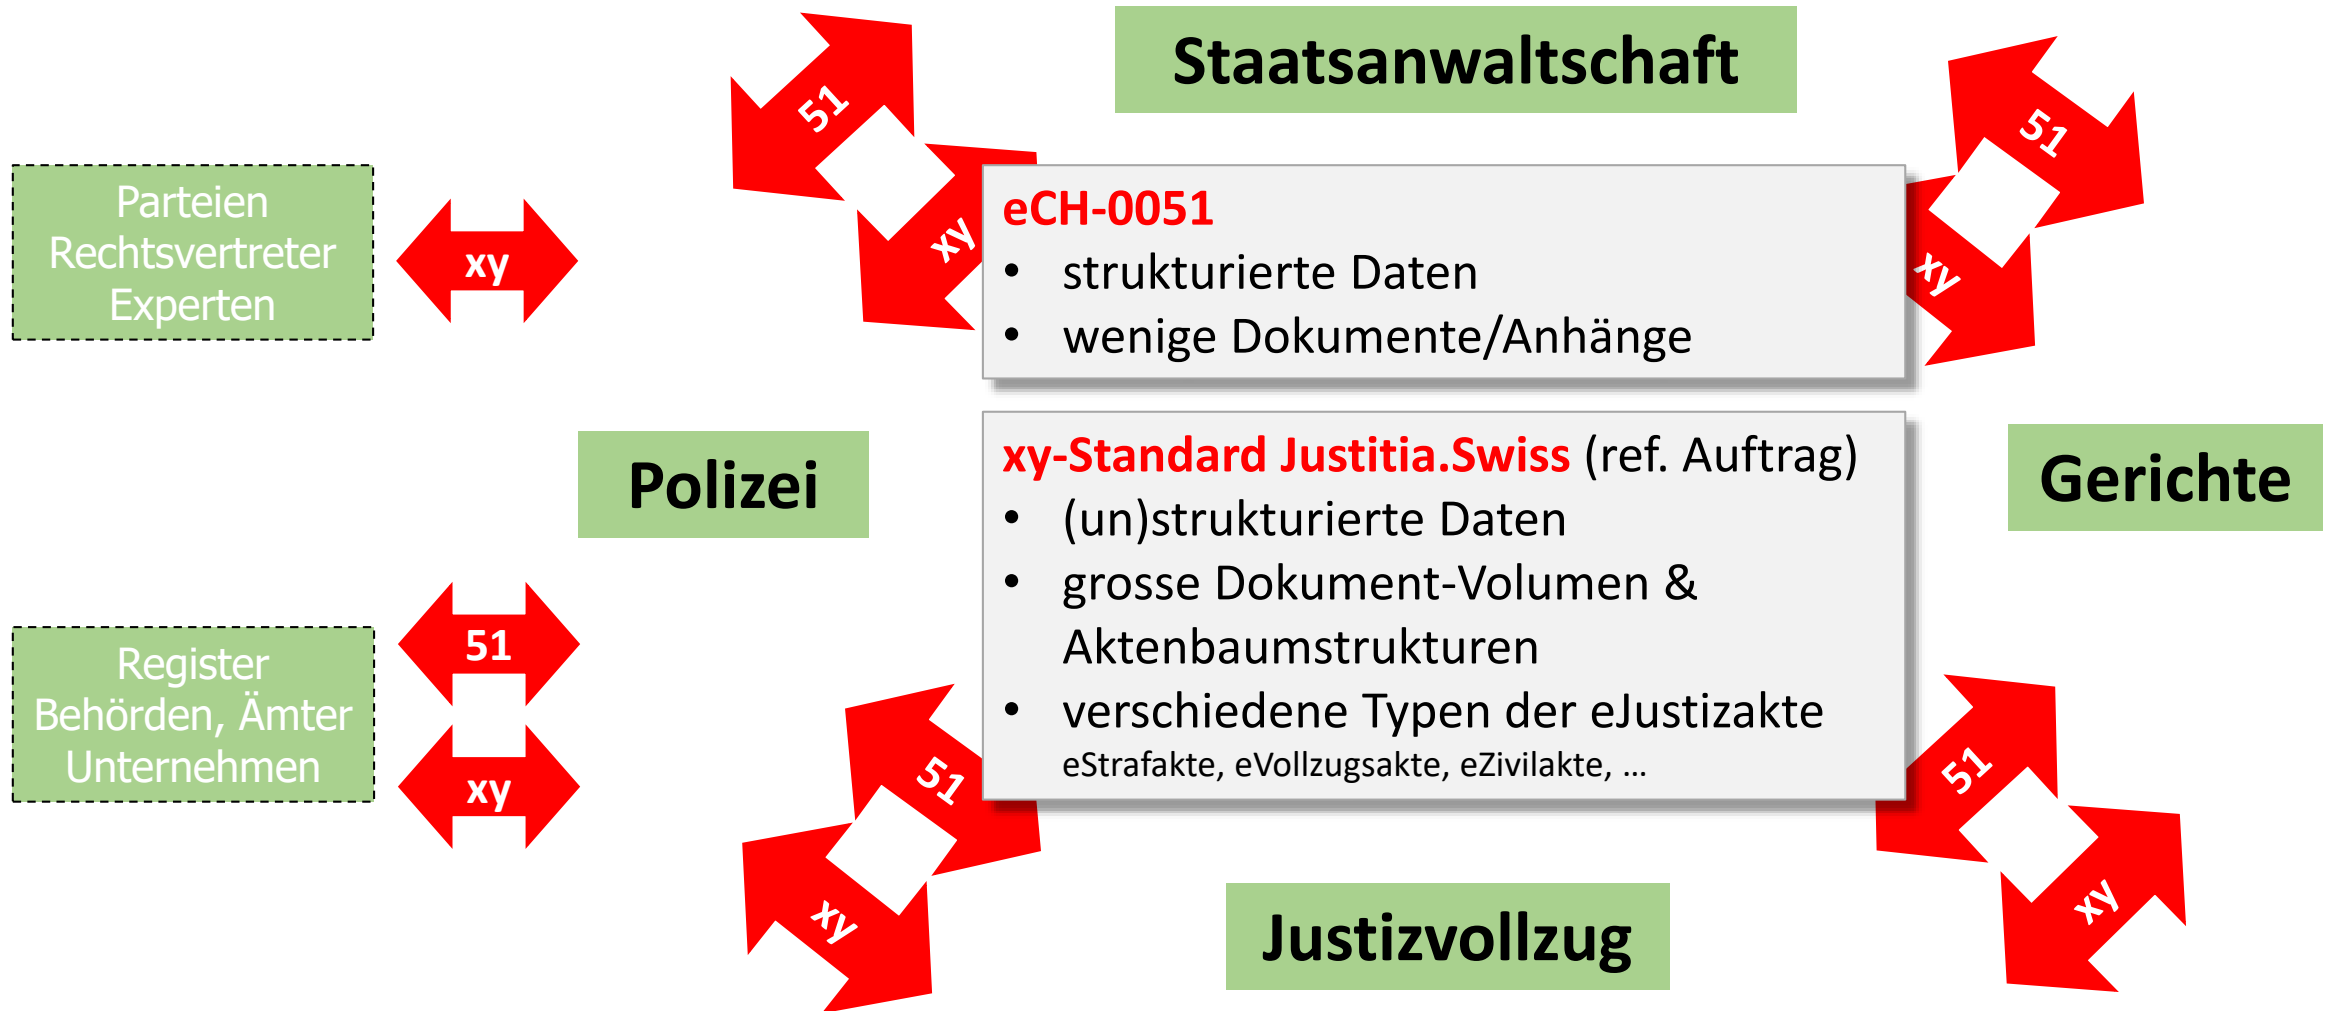 Staatsanwaltschaft
51
51
Parteien
Rechtsvertreter
Experten
xy
xy
eCH-0051
• strukturierte Daten
• wenige Dokumente/Anhänge
xy
Polizei
xy-Standard Justitia.Swiss (ref. Auftrag)
• (un)strukturierte Daten
• grosse Dokument-Volumen &
Aktenbaumstrukturen
• verschiedene Typen der eJustizakte
eStrafakte, eVollzugsakte, eZivilakte, ...
Gerichte
Register
Behörden, Ämter
Unternehmen
51
xy
51
xy
51
xy
Justizvollzug